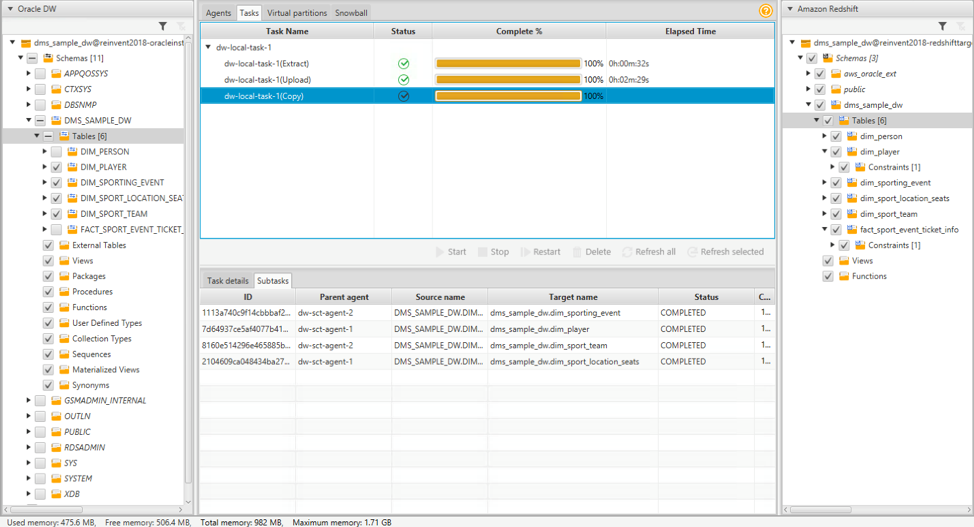 Oracle DW
dms_sample_dw@reinvent2018-oracleinst
Schemas [11]
APPQOSSYS
CTXSYS
DBSNMP
DMS_SAMPLE_DW
Tables [6]
DIM_PERSON
DIM_PLAYER
DIM_SPORTING_EVENT
DIM_SPORT_LOCATION_SEA
DIM_SPORT_TEAM
FACT_SPORT_EVENT_TICKET_
External Tables
Views
Packages
Procedures
Functions
User Defined Types
Collection Types
Sequences
Materialized Views
Synonyms
GSMADMIN_INTERNAL
OUTLN
PUBLIC
RDSADMIN
SYS
SYSTEM
XDB
Agents Tasks Virtual partitions Snowball
Task Name Status Complete % Elapsed Time
dw-local-task-1
dw-local-task-1(Extract) 100% 0h:00m:32s
dw-local-task-1(Upload) 100% 0h:02m:29s
dw-local-task-1(Copy) 100%
Start Stop Restart Delete Refresh all Refresh selected
Task details Subtasks
ID Parent agent Source name Target name Status C...
1113a740c9f14cbbbaf2... dw-sct-agent-2 DMS_SAMPLE_DW.DIM... dms_sample_dw.dim_sporting_event COMPLETED 1...
7d64937ce5af4077b41... dw-sct-agent-1 DMS_SAMPLE_DW.DIM... dms_sample_dw.dim_player COMPLETED 1...
8160e514296e465885b... dw-sct-agent-2 DMS_SAMPLE_DW.DIM... dms_sample_dw.dim_sport_team COMPLETED 1...
2104609ca048434ba27... dw-sct-agent-1 DMS_SAMPLE_DW.DIM... dms_sample_dw.dim_sport_location_seats COMPLETED 1...
Amazon Redshift
dms_sample_dw@reinvent2018-redshifttarg
Schemas [3]
aws_oracle_ext
public
dms_sample_dw
Tables [6]
dim_person
dim_player
Constraints [1]
dim_sporting_event
dim_sport_location_seats
dim_sport_team
fact_sport_event_ticket_info
Constraints [1]
Views
Functions
Used memory: 475.6 MB, Free memory: 506.4 MB, Total memory: 982 MB, Maximum memory: 1.71 GB